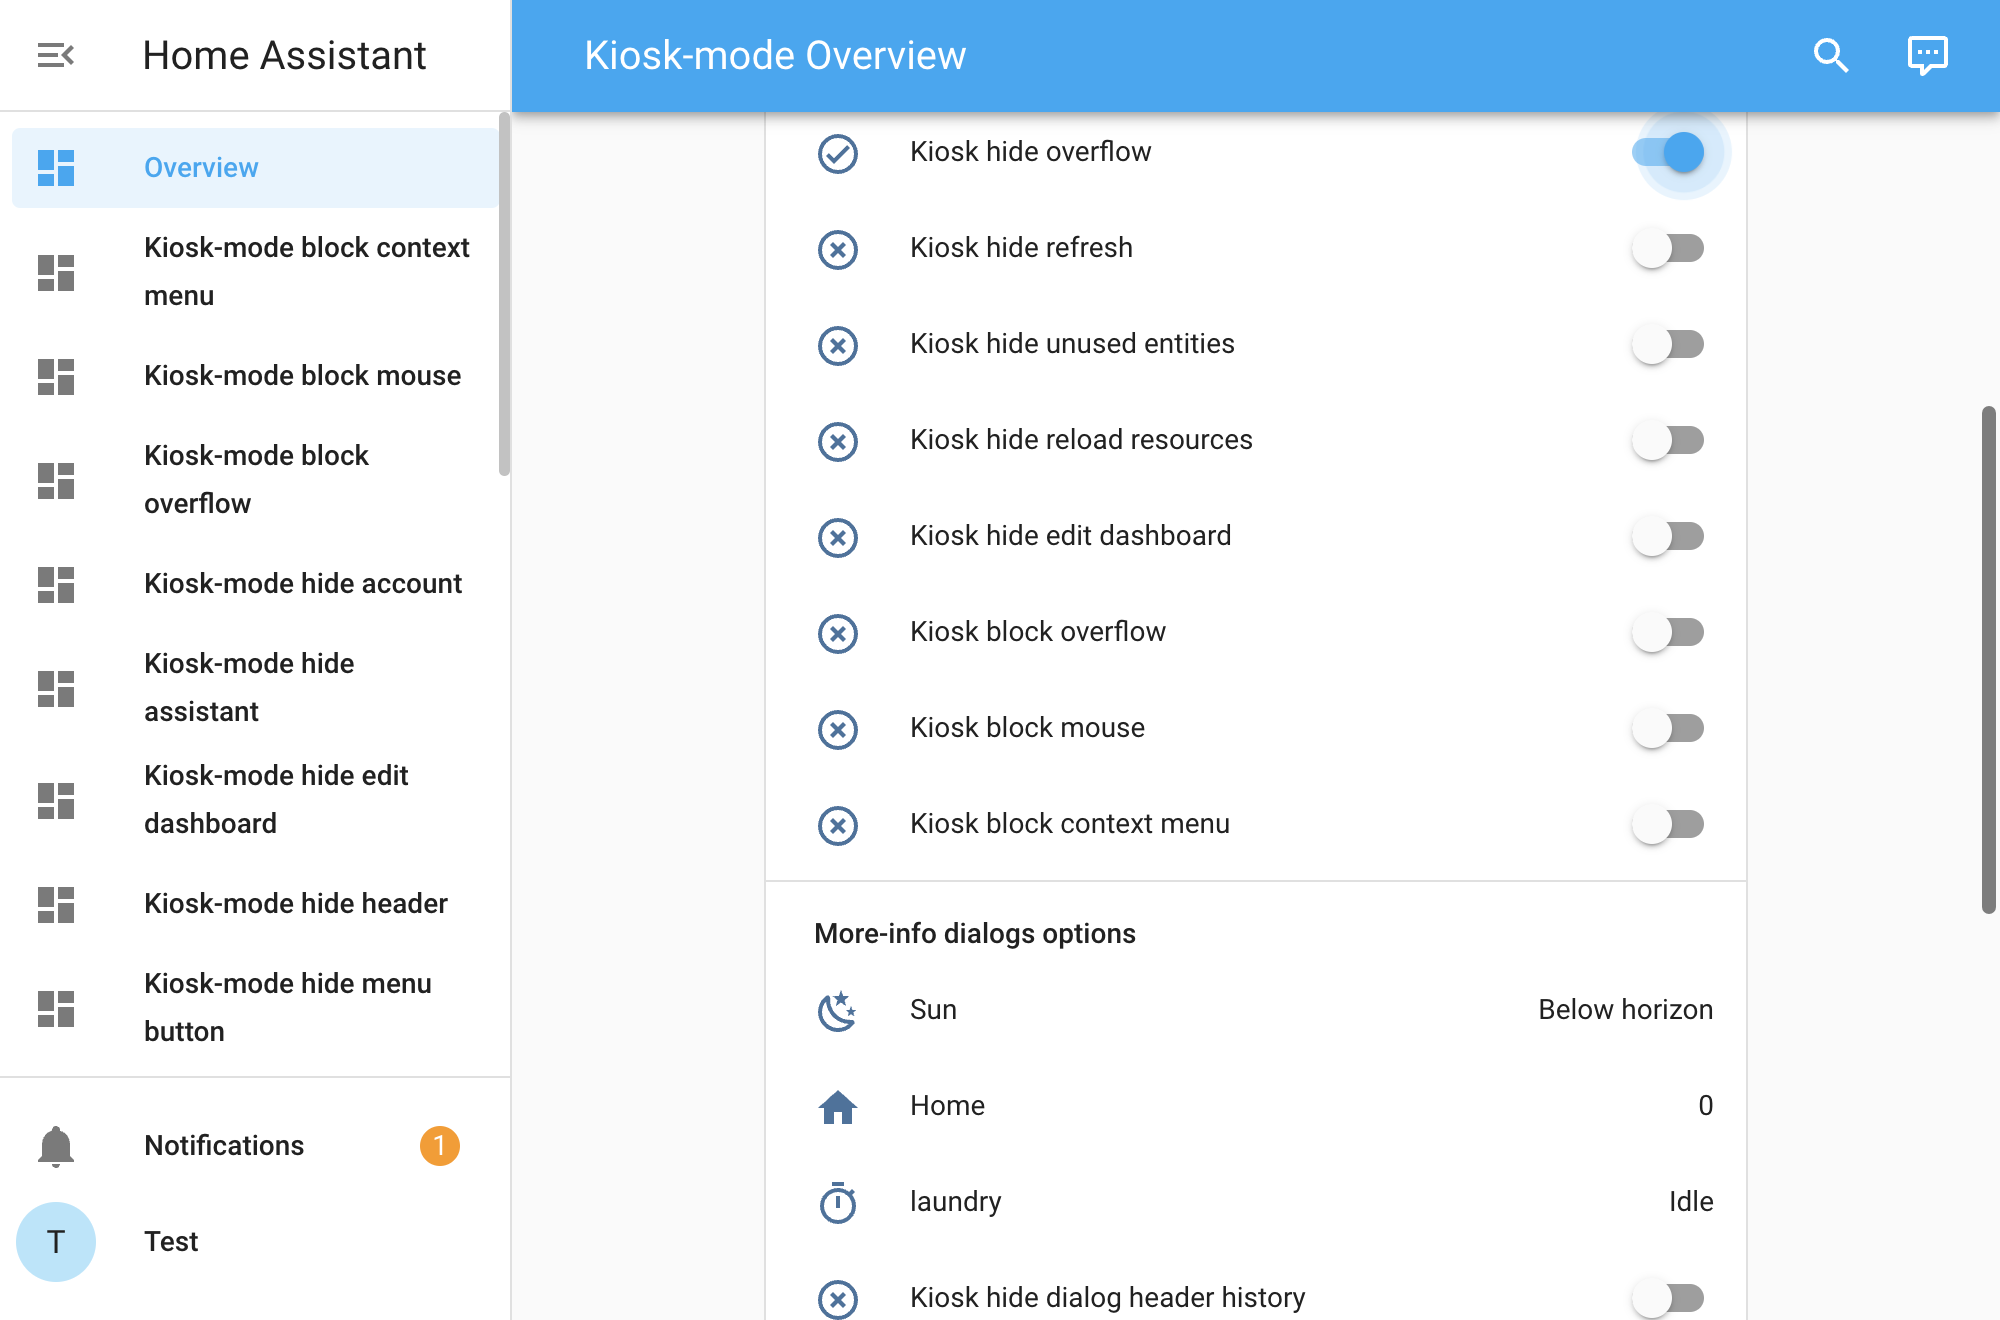 Home Assistant
Kiosk-mode Overview
Overview
Kiosk-mode block context
menu
Kiosk-mode block mouse
Kiosk-mode block
overflow
Kiosk-mode hide account
Kiosk-mode hide
assistant
Kiosk-mode hide edit
dashboard
Kiosk-mode hide header
Kiosk-mode hide menu
button
Notifications
1
T
Test
Kiosk hide overflow
Kiosk hide refresh
Kiosk hide unused entities
Kiosk hide reload resources
Kiosk hide edit dashboard
Kiosk block overflow
Kiosk block mouse
Kiosk block context menu
More-info dialogs options
Sun
Below horizon
Home
0
laundry
Idle
Kiosk hide dialog header history